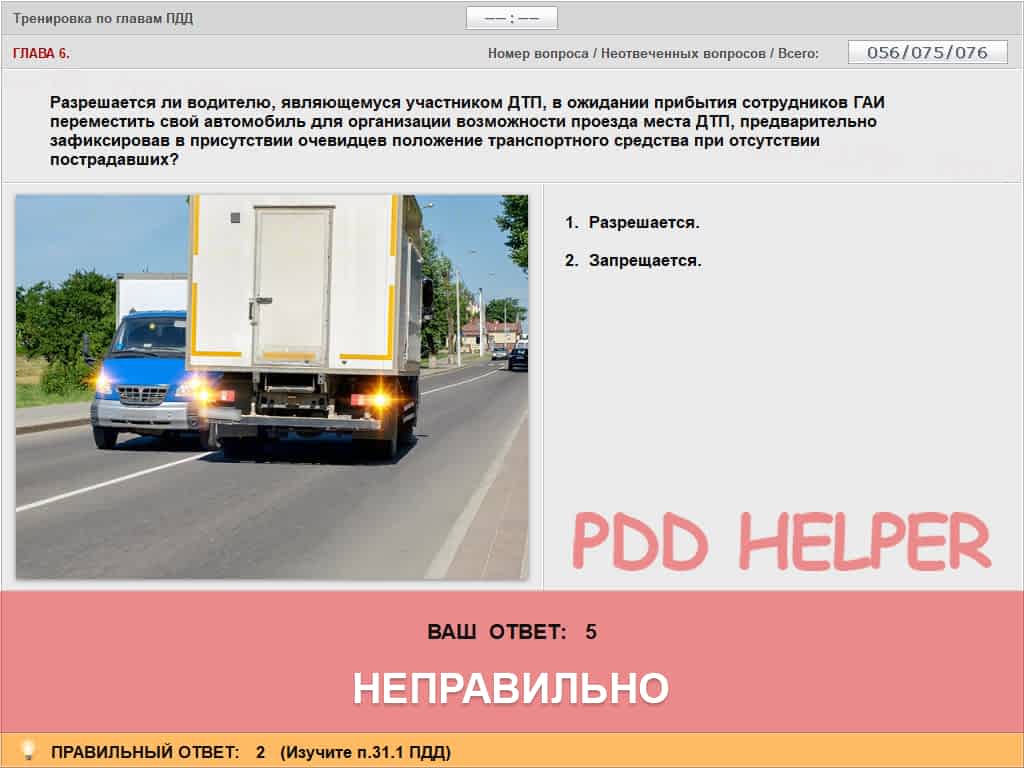 Тренировка по главам ПДД
—— : ——
ГЛАВА 6.
Номер вопроса / Неотвеченных вопросов / Всего: 056/075/076
Разрешается ли водителю, являющемуся участником ДТП, в ожидании прибытия сотрудников ГАИ
переместить свой автомобиль для организации возможности проезда места ДТП, предварительно
зафиксировав в присутствии очевидцев положение транспортного средства при отсутствии
пострадавших?
1. Разрешается.
2. Запрещается.
PDD HELPER
ВАШ ОТВЕТ: 5
НЕПРАВИЛЬНО
ПРАВИЛЬНЫЙ ОТВЕТ: 2 (Изучите п.31.1 ПДД)